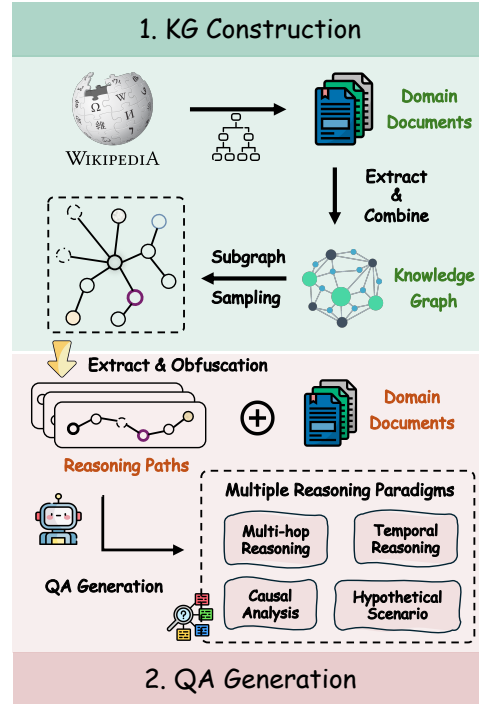 1. KG Construction
WIKIPEDIA
Domain
Documents
Extract
&
Combine
Subgraph
Sampling
Knowledge
Graph
Extract & Obfuscation
Reasoning Paths
Domain
Documents
Multiple Reasoning Paradigms
Multi-hop
Reasoning
Temporal
Reasoning
QA Generation
Causal
Analysis
Hypothetical
Scenario
2. QA Generation